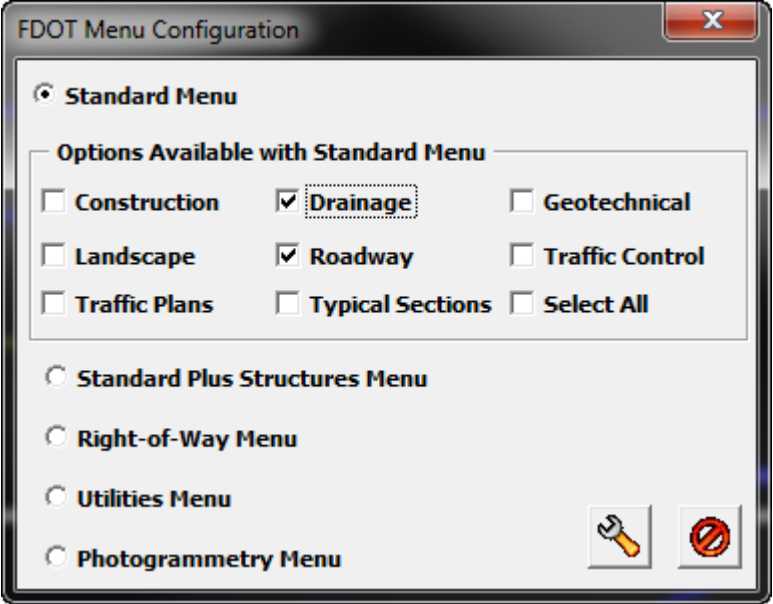 FDOT Menu Configuration
Standard Menu
Options Available with Standard Menu
Construction Drainage Geotechnical
Landscape Roadway Traffic Control
Traffic Plans Typical Sections Select All
Standard Plus Structures Menu
Right-of-Way Menu
Utilities Menu
Photogrammetry Menu